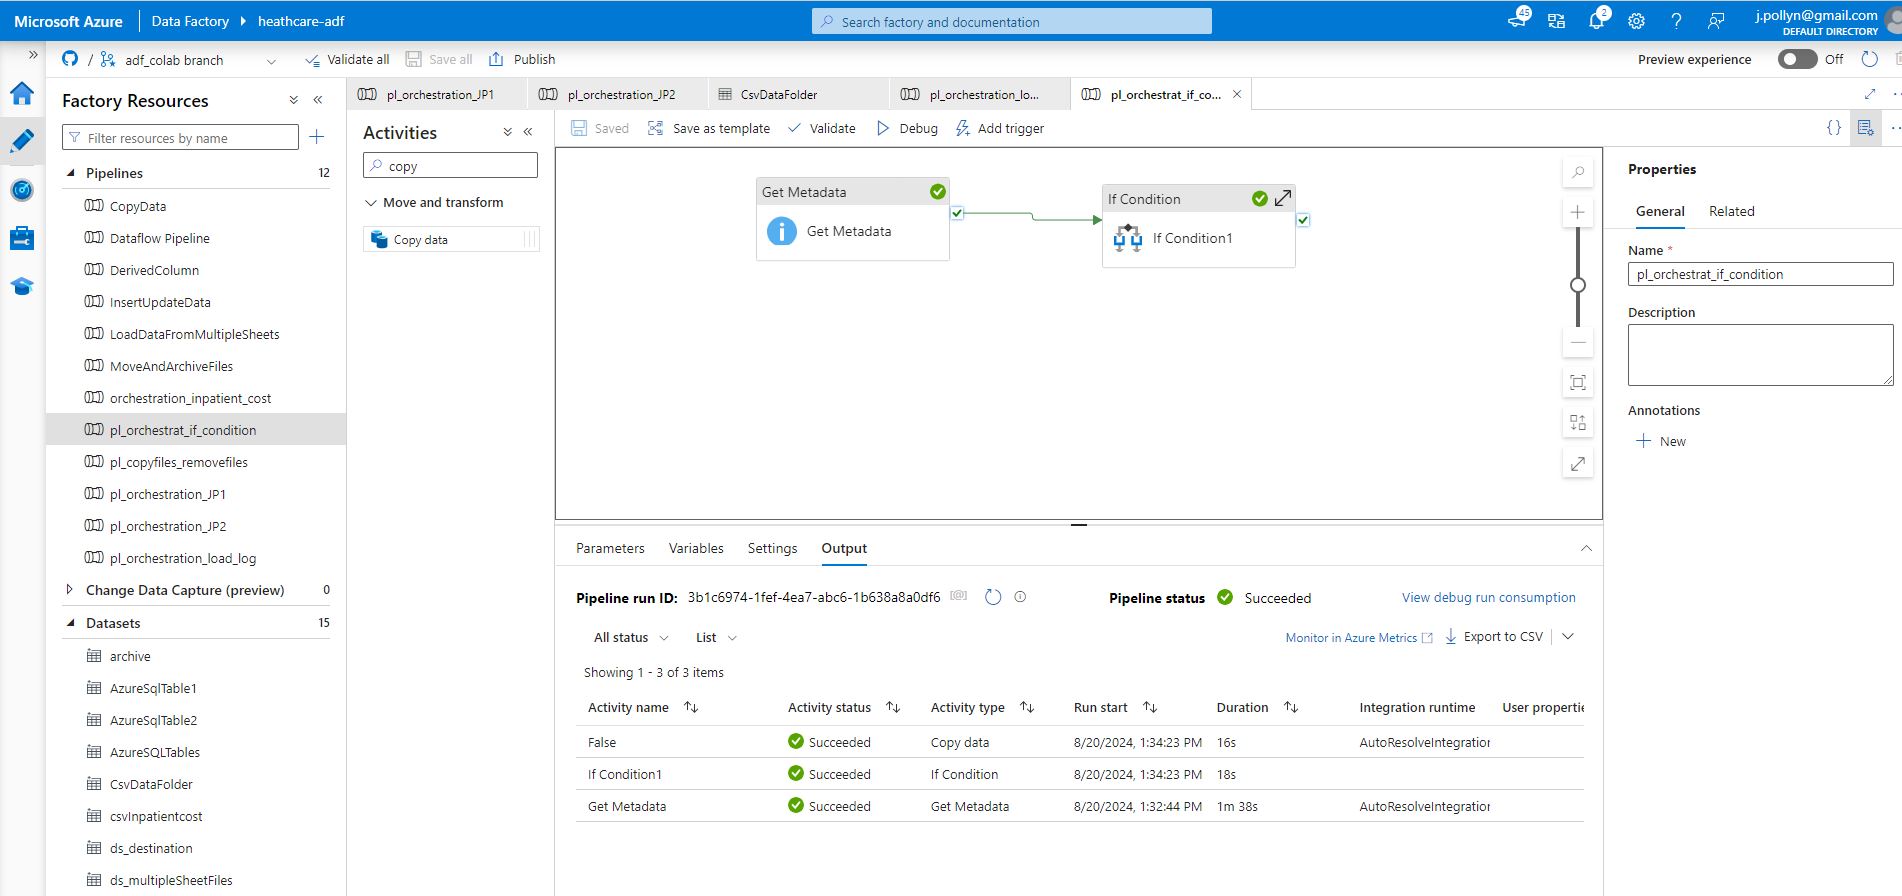 Microsoft Azure Data Factory heathcare-adf Search factory and documentation 45 2 j.pollyn@gmail.com
DEFAULT DIRECTORY
/ adf_colab branch Validate all Save all Publish Preview experience Off
Factory Resources
Filter resources by name
Pipelines 12
CopyData
Dataflow Pipeline
DerivedColumn
InsertUpdateData
LoadDataFromMultipleSheets
MoveAndArchiveFiles
orchestration_inpatient_cost
pl_orchestrat_if_condition
pl_copyfiles_removefiles
pl_orchestration_JP1
pl_orchestration_JP2
pl_orchestration_load_log
Change Data Capture (preview) 0
Datasets 15
archive
AzureSqlTable1
AzureSqlTable2
AzureSQLTables
CsvDataFolder
csvInpatientcost
ds_destination
ds_multipleSheetFiles
pl_orchestration_JP1 pl_orchestration_JP2 CsvDataFolder pl_orchestration_lo... pl_orchestrat_if_co...
Activities
copy
Move and transform
Copy data
Saved Save as template Validate Debug Add trigger
Get Metadata
Get Metadata
If Condition
If Condition1
Parameters Variables Settings Output
Pipeline run ID: 3b1c6974-1fef-4ea7-abc6-1b638a8a0df6 Pipeline status Succeeded View debug run consumption
All status List Monitor in Azure Metrics Export to CSV
Showing 1 - 3 of 3 items
Activity name Activity status Activity type Run start Duration Integration runtime User propertie
False Succeeded Copy data 8/20/2024, 1:34:23 PM 16s AutoResolveIntegration
If Condition1 Succeeded If Condition 8/20/2024, 1:34:23 PM 18s
Get Metadata Succeeded Get Metadata 8/20/2024, 1:32:44 PM 1m 38s AutoResolveIntegration
Properties
General Related
Name *
pl_orchestrat_if_condition
Description
Annotations
New